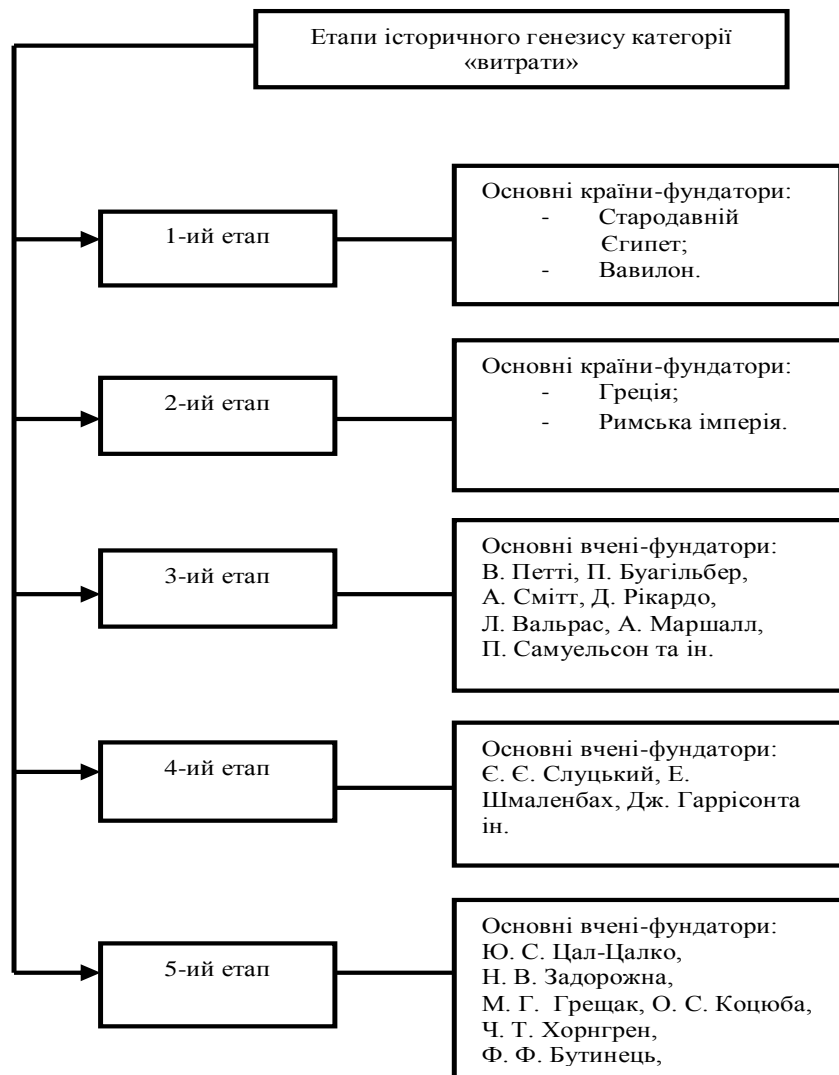 Етапи історичного генезису категорії
«витрати»
1-ий етап
Основні країни-фундатори:
- Стародавній
Єгипет;
- Вавилон.
2-ий етап
Основні країни-фундатори:
- Греція;
- Римська імперія.
3-ий етап
Основні вчені-фундатори:
В. Петті, П. Буагільбер,
А. Смітт, Д. Рікардо,
Л. Вальрас, А. Маршалл,
П. Самуельсон та ін.
4-ий етап
Основні вчені-фундатори:
Є. Є. Слуцький, Е.
Шмаленбах, Дж. Гаррісонта
ін.
5-ий етап
Основні вчені-фундатори:
Ю. С. Цал-Цалко,
Н. В. Задорожна,
М. Г. Грещак, О. С. Коцюба,
Ч. Т. Хорнгрен,
Ф. Ф. Бутинець,